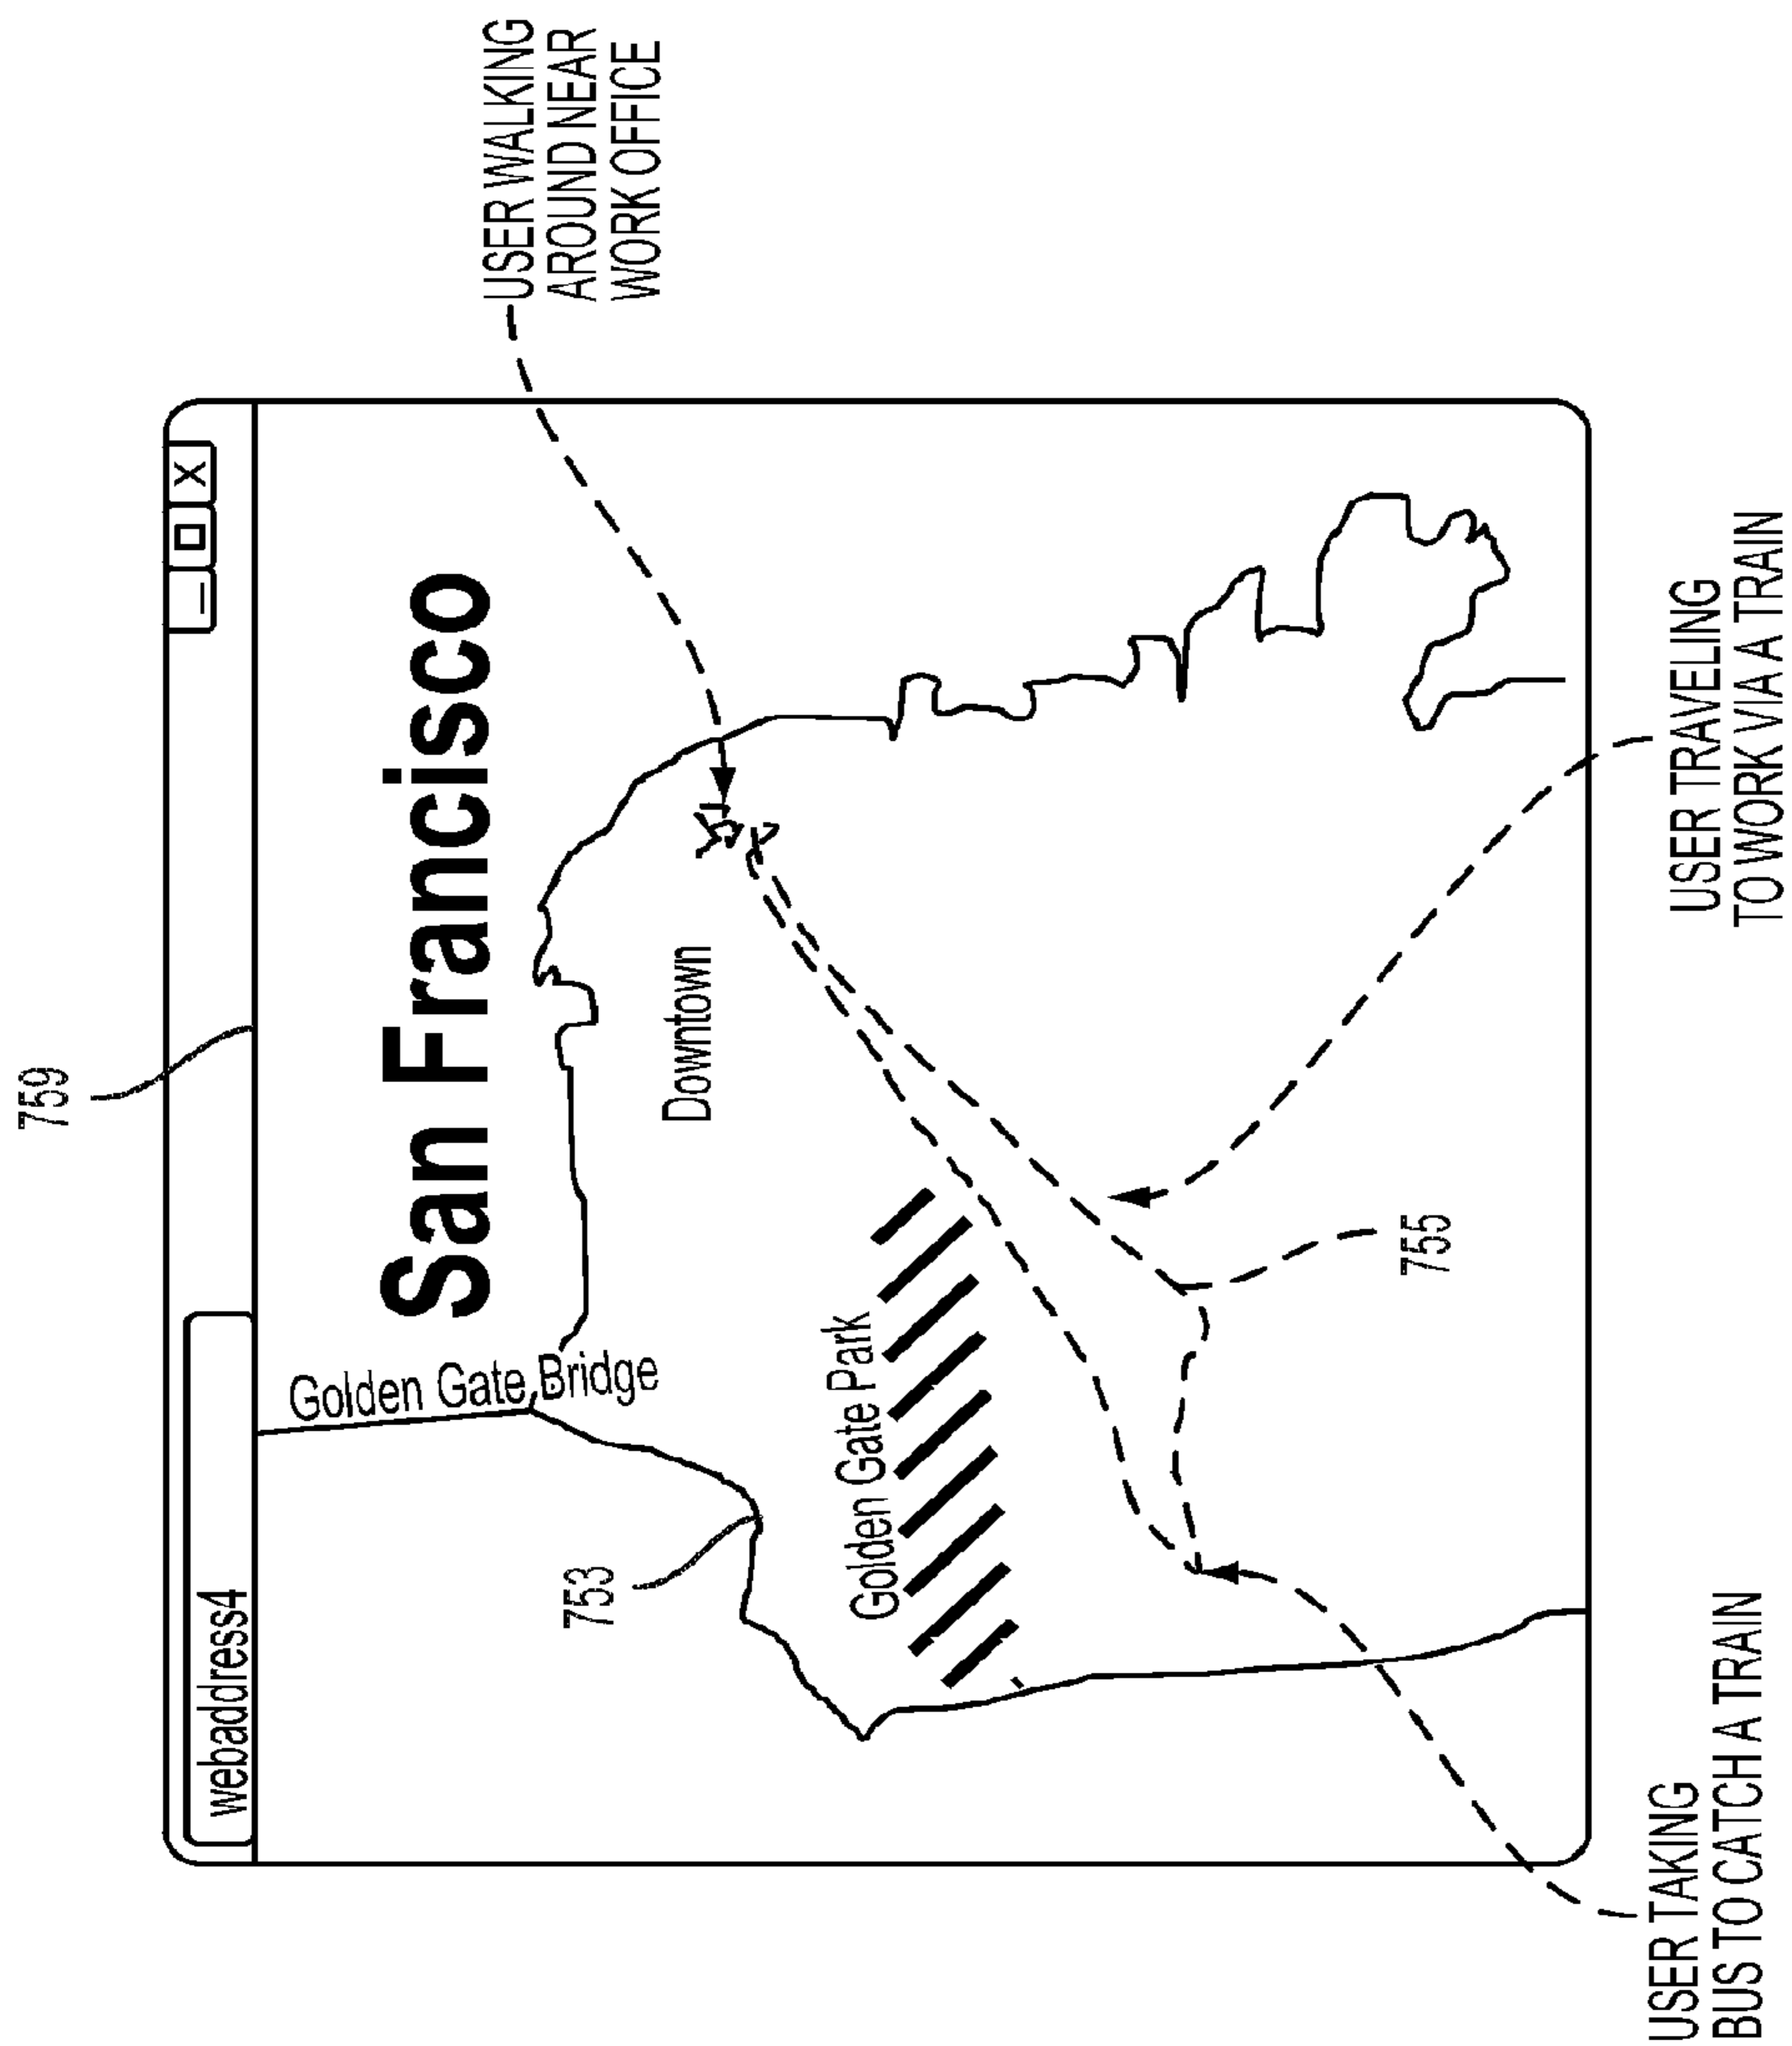 759
webaddress4
_ X
San Francisco
Golden Gate Bridge
753
Downtown
Golden Gate Park
755
USER WALKING
AROUND NEAR
WORK OFFICE
USER TAKING
BUS TO CATCH A TRAIN
USER TRAVELING
TO WORK VIA A TRAIN